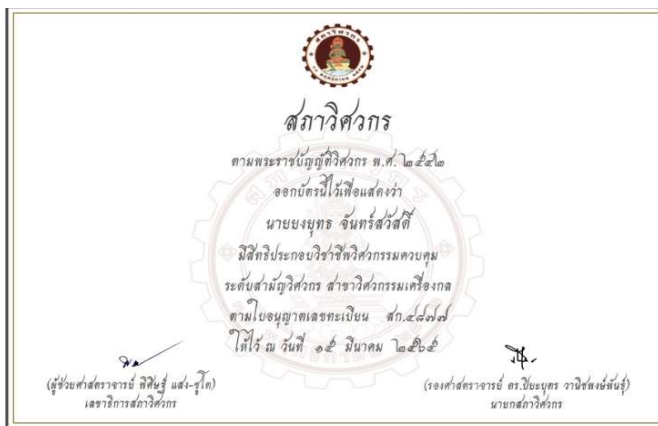 สภาวิศวกร
ตามพระราชบัญญัติวิศวกร พ.ศ. ๒๕๔๒
ออกบัตรนี้ไว้เพื่อแสดงว่า
นายยงยุทธ จันทร์สวัสดิ์
มีสิทธิประกอบวิชาชีพวิศวกรรมควบคุม
ระดับสามัญวิศวกร สาขาวิศวกรรมเครื่องกล
ตามใบอนุญาตเลขทะเบียน สก.๔๘๗๗
ให้ไว้ ณ วันที่ ๑๕ มีนาคม ๒๕๖๕
(ผู้ช่วยศาสตราจารย์ พิศิษฐ์ แสง-ชูโต)
เลขาธิการสภาวิศวกร
(รองศาสตราจารย์ ดร.ปิยะบุตร วานิชพงษ์พันธุ์)
นายกสภาวิศวกร